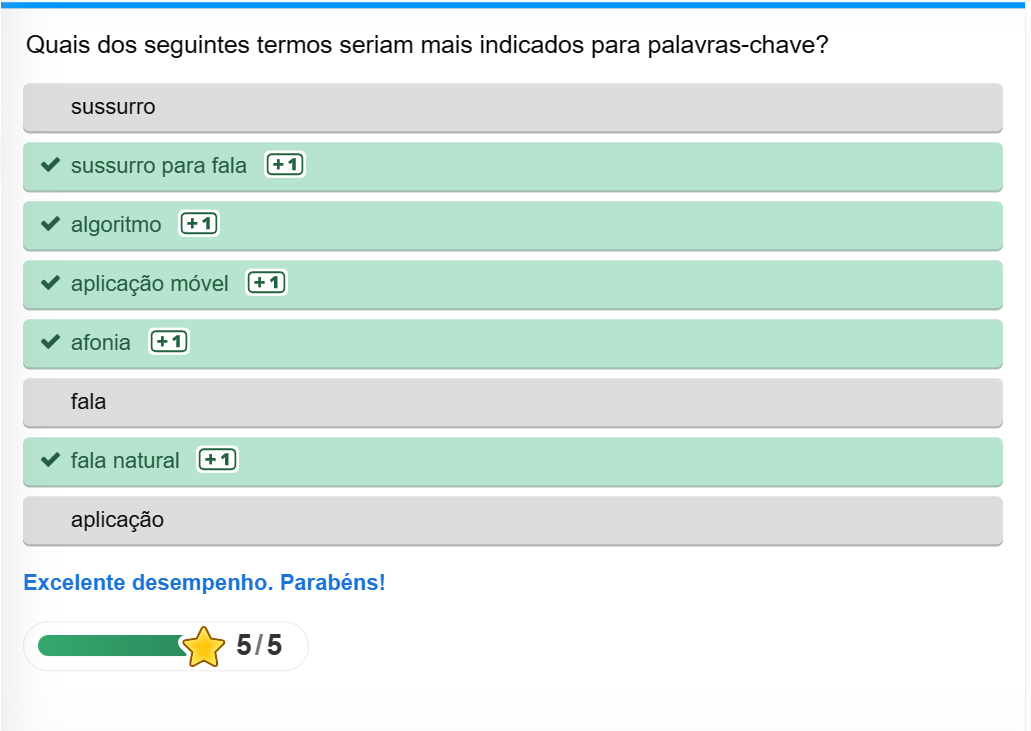 Quais dos seguintes termos seriam mais indicados para palavras-chave?
sussurro
sussurro para fala +1
algoritmo +1
aplicação móvel +1
afonia +1
fala
fala natural +1
aplicação
Excelente desempenho. Parabéns!
5/5